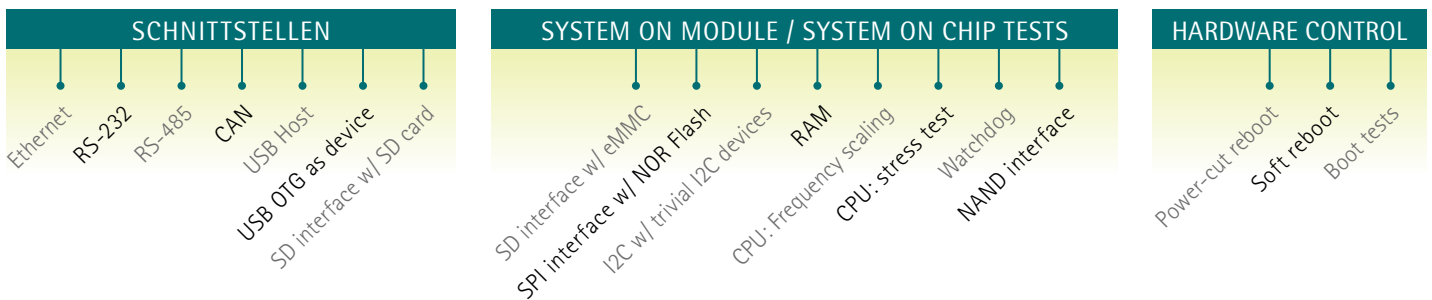 SCHNITTSTELLEN
Ethernet
RS-232
RS-485
CAN
USB Host
USB OTG as device
SD interface w/ SD card
SYSTEM ON MODULE / SYSTEM ON CHIP TESTS
SD interface w/ eMMC
SPI interface w/ NOR Flash
I2C w/ trivial I2C devices
RAM
CPU: Frequency scaling
CPU: stress test
Watchdog
NAND interface
HARDWARE CONTROL
Power-cut reboot
Soft reboot
Boot tests